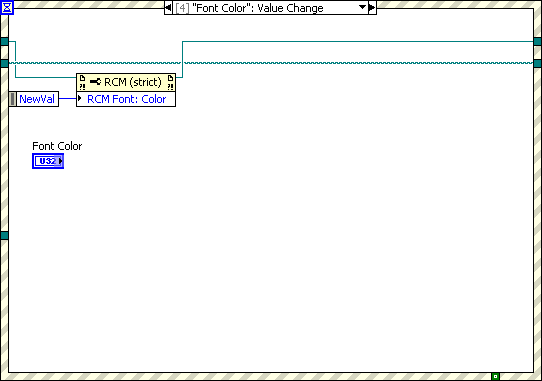 [4] "Font Color": Value Change
RCM (strict)
NewVal
RCM Font: Color
Font Color
U32